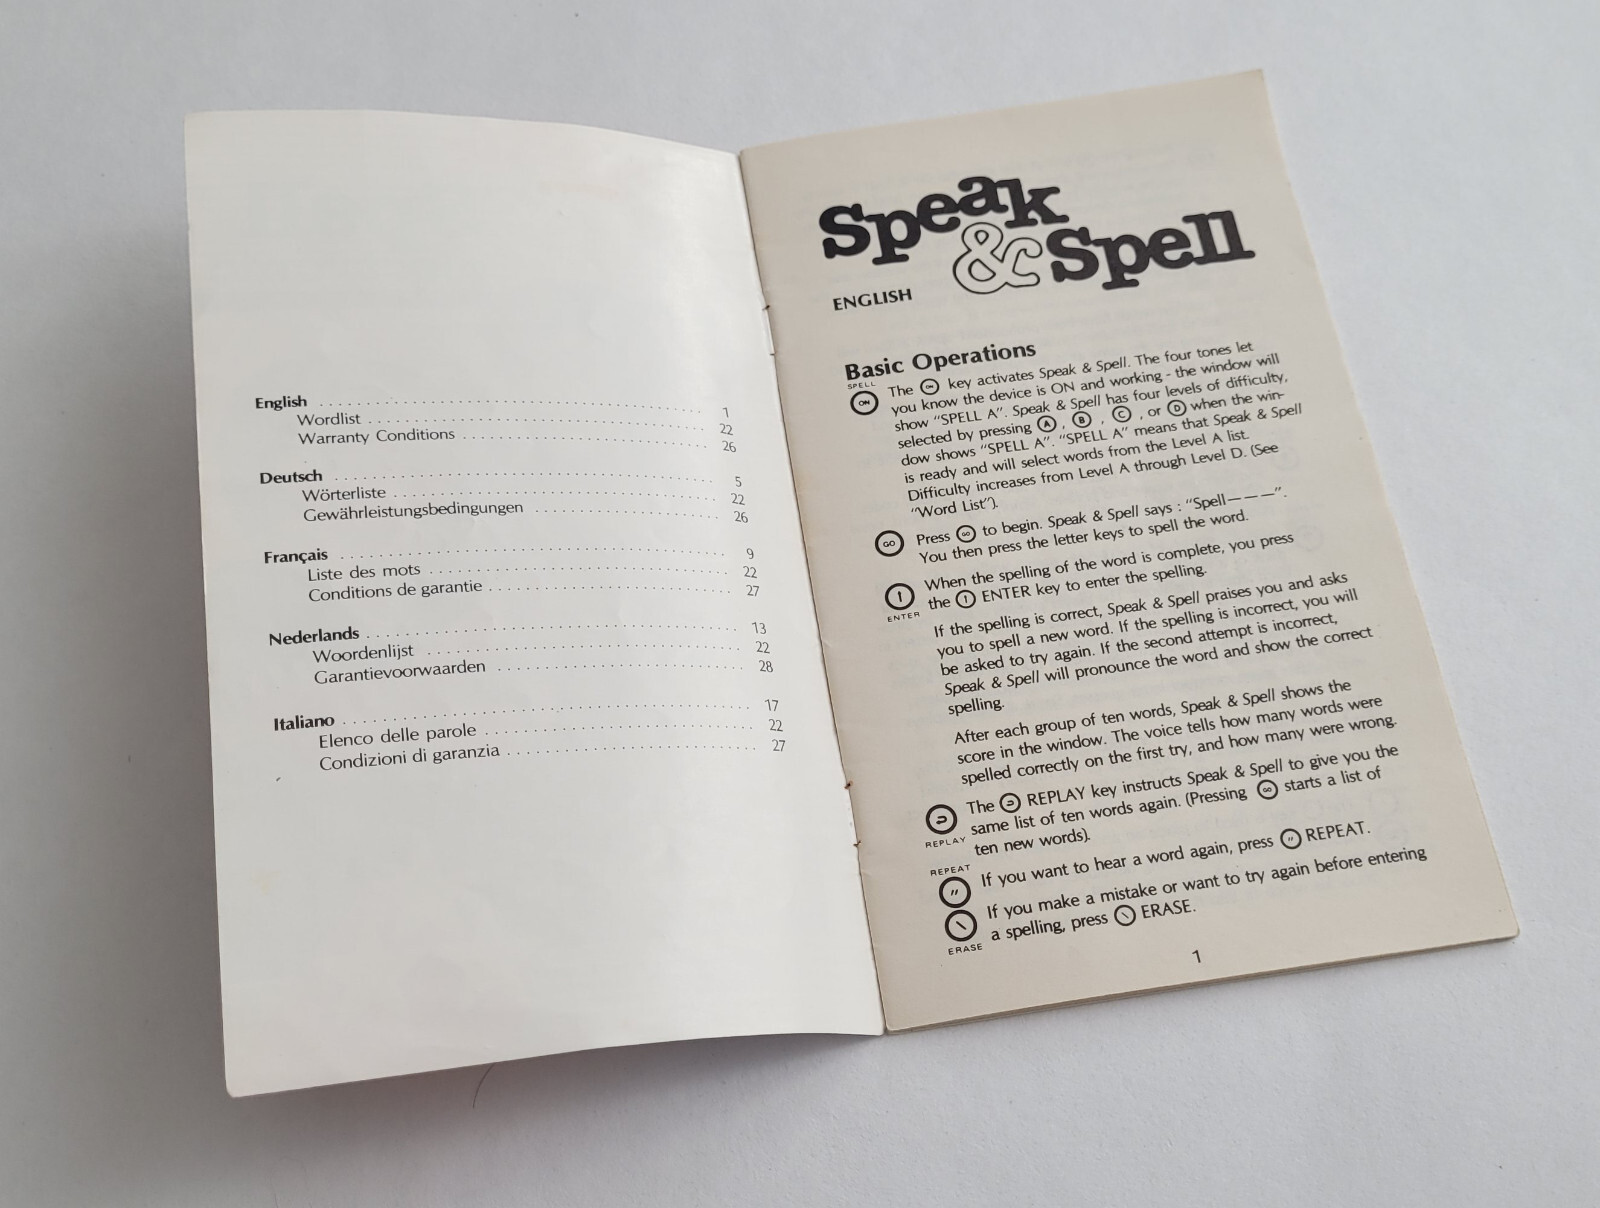 English . . . . . . . . . . . . . . . . . . . . 1
Wordlist . . . . . . . . . . . . . . . . . . . . 22
Warranty Conditions . . . . . . . . . . . . . . . . . . . . 26
Deutsch . . . . . . . . . . . . . . . . . . . . 5
Wörterliste . . . . . . . . . . . . . . . . . . . . 22
Gewährleistungsbedingungen . . . . . . . . . . . . . . . . . . . . 26
Français . . . . . . . . . . . . . . . . . . . . 9
Liste des mots . . . . . . . . . . . . . . . . . . . . 22
Conditions de garantie . . . . . . . . . . . . . . . . . . . . 27
Nederlands . . . . . . . . . . . . . . . . . . . . 13
Woordenlijst . . . . . . . . . . . . . . . . . . . . 22
Garantievoorwaarden . . . . . . . . . . . . . . . . . . . . 28
Italiano . . . . . . . . . . . . . . . . . . . . 17
Elenco delle parole . . . . . . . . . . . . . . . . . . . . 22
Condizioni di garanzia . . . . . . . . . . . . . . . . . . . . 27
Speak
& Spell
ENGLISH
Basic Operations
SPELL
ON
The ON key activates Speak & Spell. The four tones let
you know the device is ON and working - the window will
show "SPELL A". Speak & Spell has four levels of difficulty,
selected by pressing A, B, C, or D when the win-
dow shows "SPELL A". "SPELL A" means that Speak & Spell
is ready and will select words from the Level A list.
Difficulty increases from Level A through Level D. (See
"Word List").
GO
Press GO to begin. Speak & Spell says : "Spell———".
You then press the letter keys to spell the word.
ENTER
When the spelling of the word is complete, you press
the ! ENTER key to enter the spelling.
If the spelling is correct, Speak & Spell praises you and asks
you to spell a new word. If the spelling is incorrect, you will
be asked to try again. If the second attempt is incorrect,
Speak & Spell will pronounce the word and show the correct
spelling.
After each group of ten words, Speak & Spell shows the
score in the window. The voice tells how many words were
spelled correctly on the first try, and how many were wrong.
REPLAY
The REPLAY key instructs Speak & Spell to give you the
same list of ten words again. (Pressing GO starts a list of
ten new words).
REPEAT
"
If you want to hear a word again, press " REPEAT.
\
ERASE
If you make a mistake or want to try again before entering
a spelling, press \ ERASE.
1